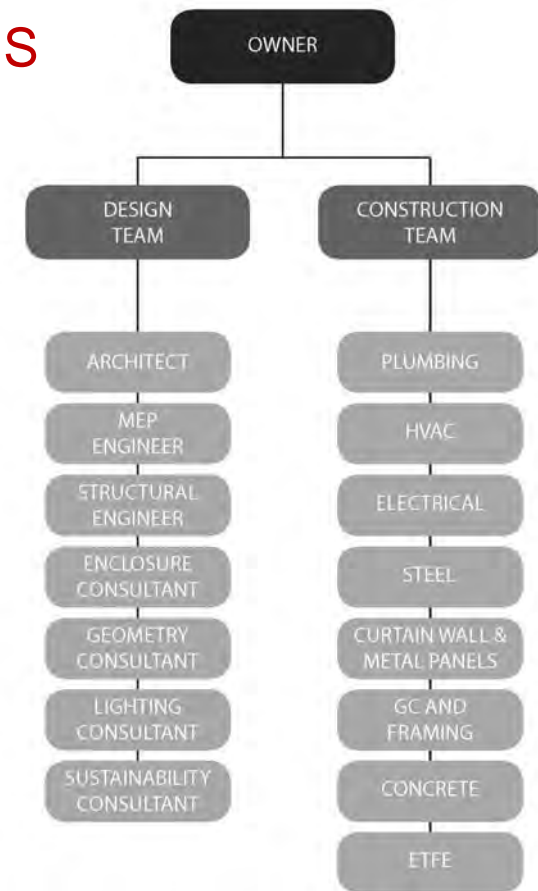 S
OWNER
DESIGN
TEAM
ARCHITECT
MEP
ENGINEER
STRUCTURAL
ENGINEER
ENCLOSURE
CONSULTANT
GEOMETRY
CONSULTANT
LIGHTING
CONSULTANT
SUSTAINABILITY
CONSULTANT
CONSTRUCTION
TEAM
PLUMBING
HVAC
ELECTRICAL
STEEL
CURTAIN WALL &
METAL PANELS
GC AND
FRAMING
CONCRETE
ETFE